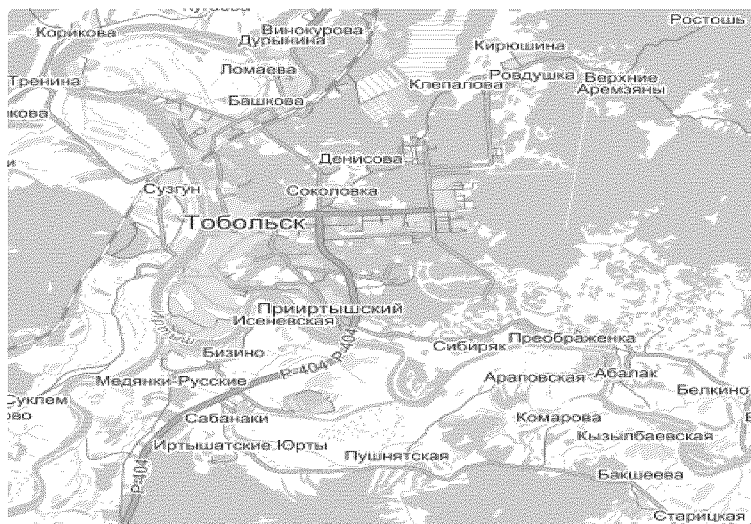 Ростошь
Корикова
Винокурова
Дурынина
Кирюшина
Ломаева
Ровдушка
Верхние
Аремзяны
Тренина
Клепалова
Башкова
Денисова
Сузгун
Соколовка
Тобольск
Прииртышский
Исеневская
Преображенка
Сибиряк
Бизино
Р-404
Р-404
Медянки-Русские
Араповская
Абалак
Белкино
Суклем
Сабанаки
Комарова
Кызылбаевская
Иртышатские Юрты
Пушнятская
Р-404
Бакшеева
Старицкая